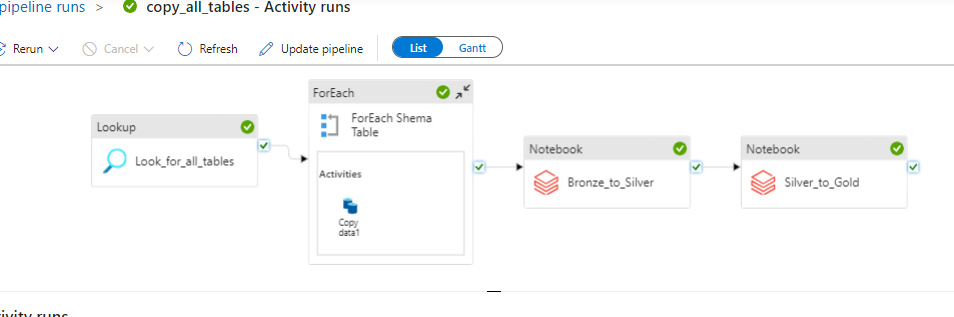 pipeline runs > copy_all_tables - Activity runs
Rerun Cancel Refresh Update pipeline List Gantt
Lookup
Look_for_all_tables
ForEach
ForEach Shema
Table
Activities
Copy
data1
Notebook
Bronze_to_Silver
Notebook
Silver_to_Gold
tivity runs